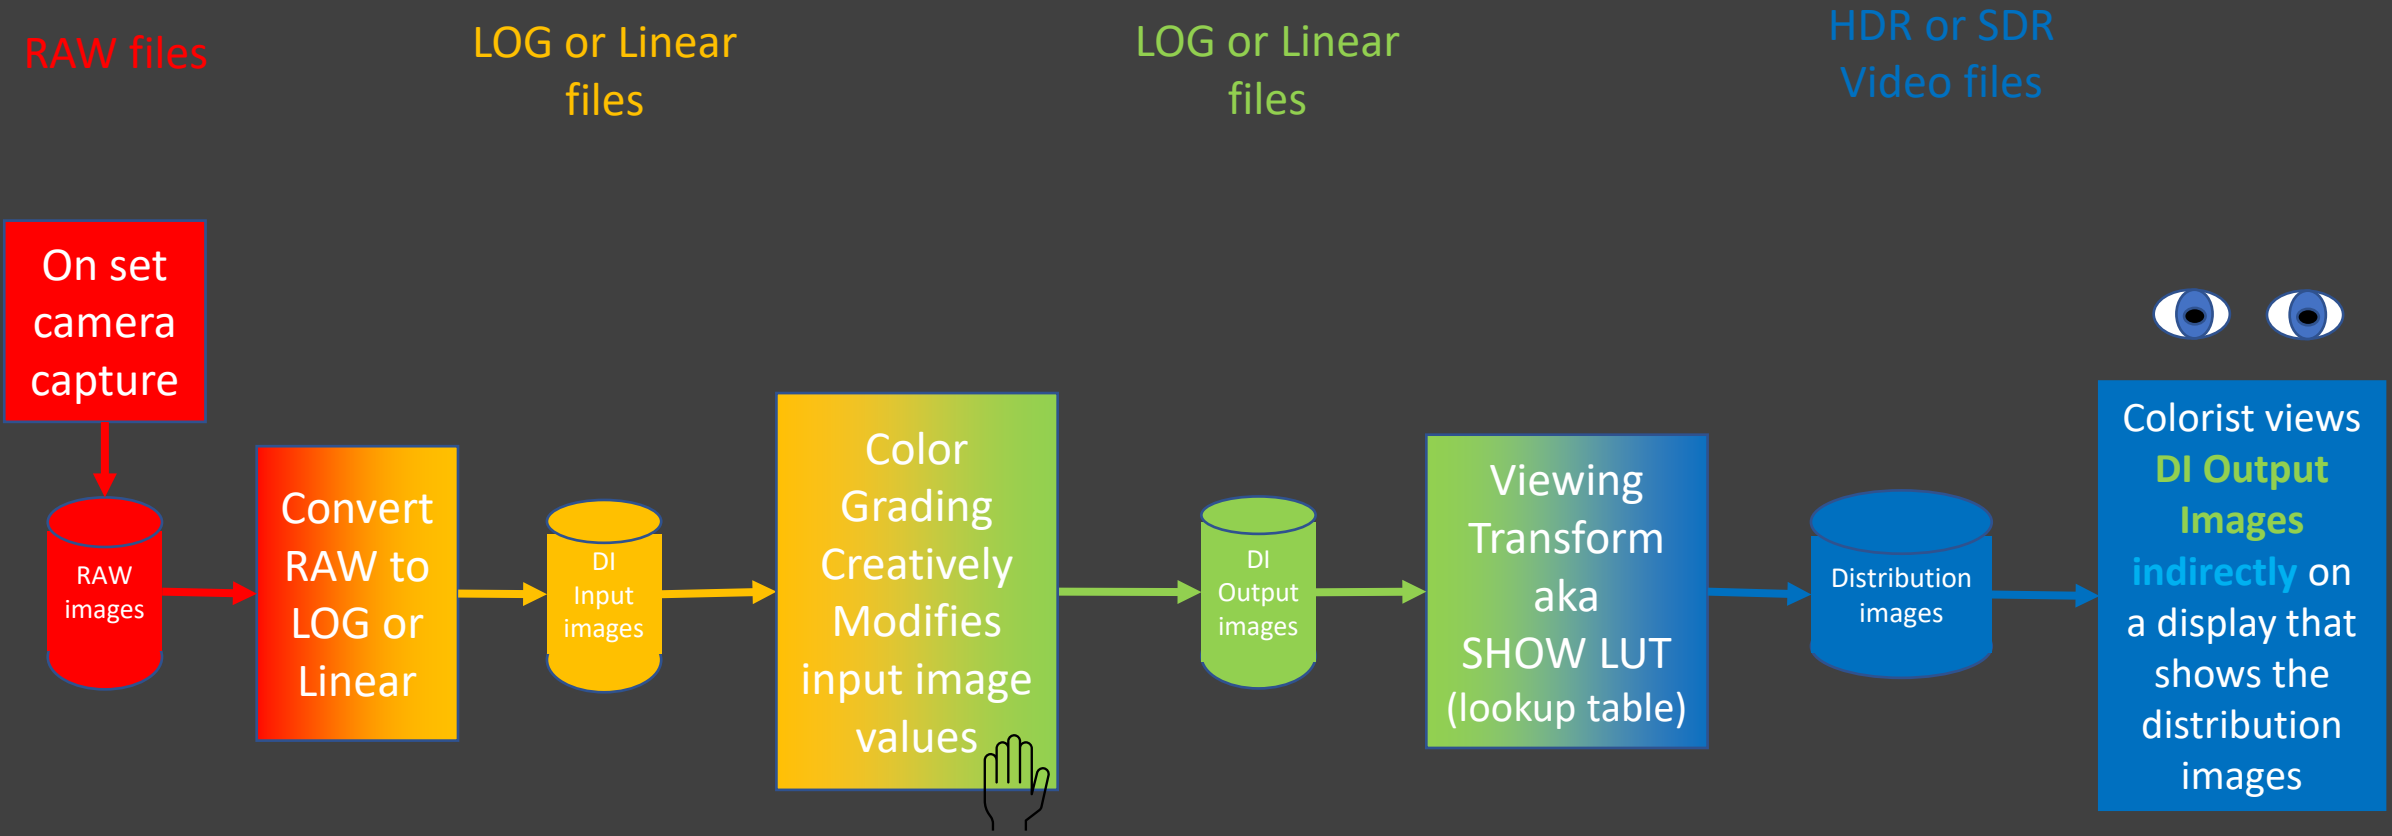 RAW files
LOG or Linear
files
LOG or Linear
files
HDR or SDR
Video files
On set
camera
capture
RAW
images
Convert
RAW to
LOG or
Linear
DI
Input
images
Color
Grading
Creatively
Modifies
input image
values
DI
Output
images
Viewing
Transform
aka
SHOW LUT
(lookup table)
Distribution
images
Colorist views
DI Output
Images
indirectly on
a display that
shows the
distribution
images